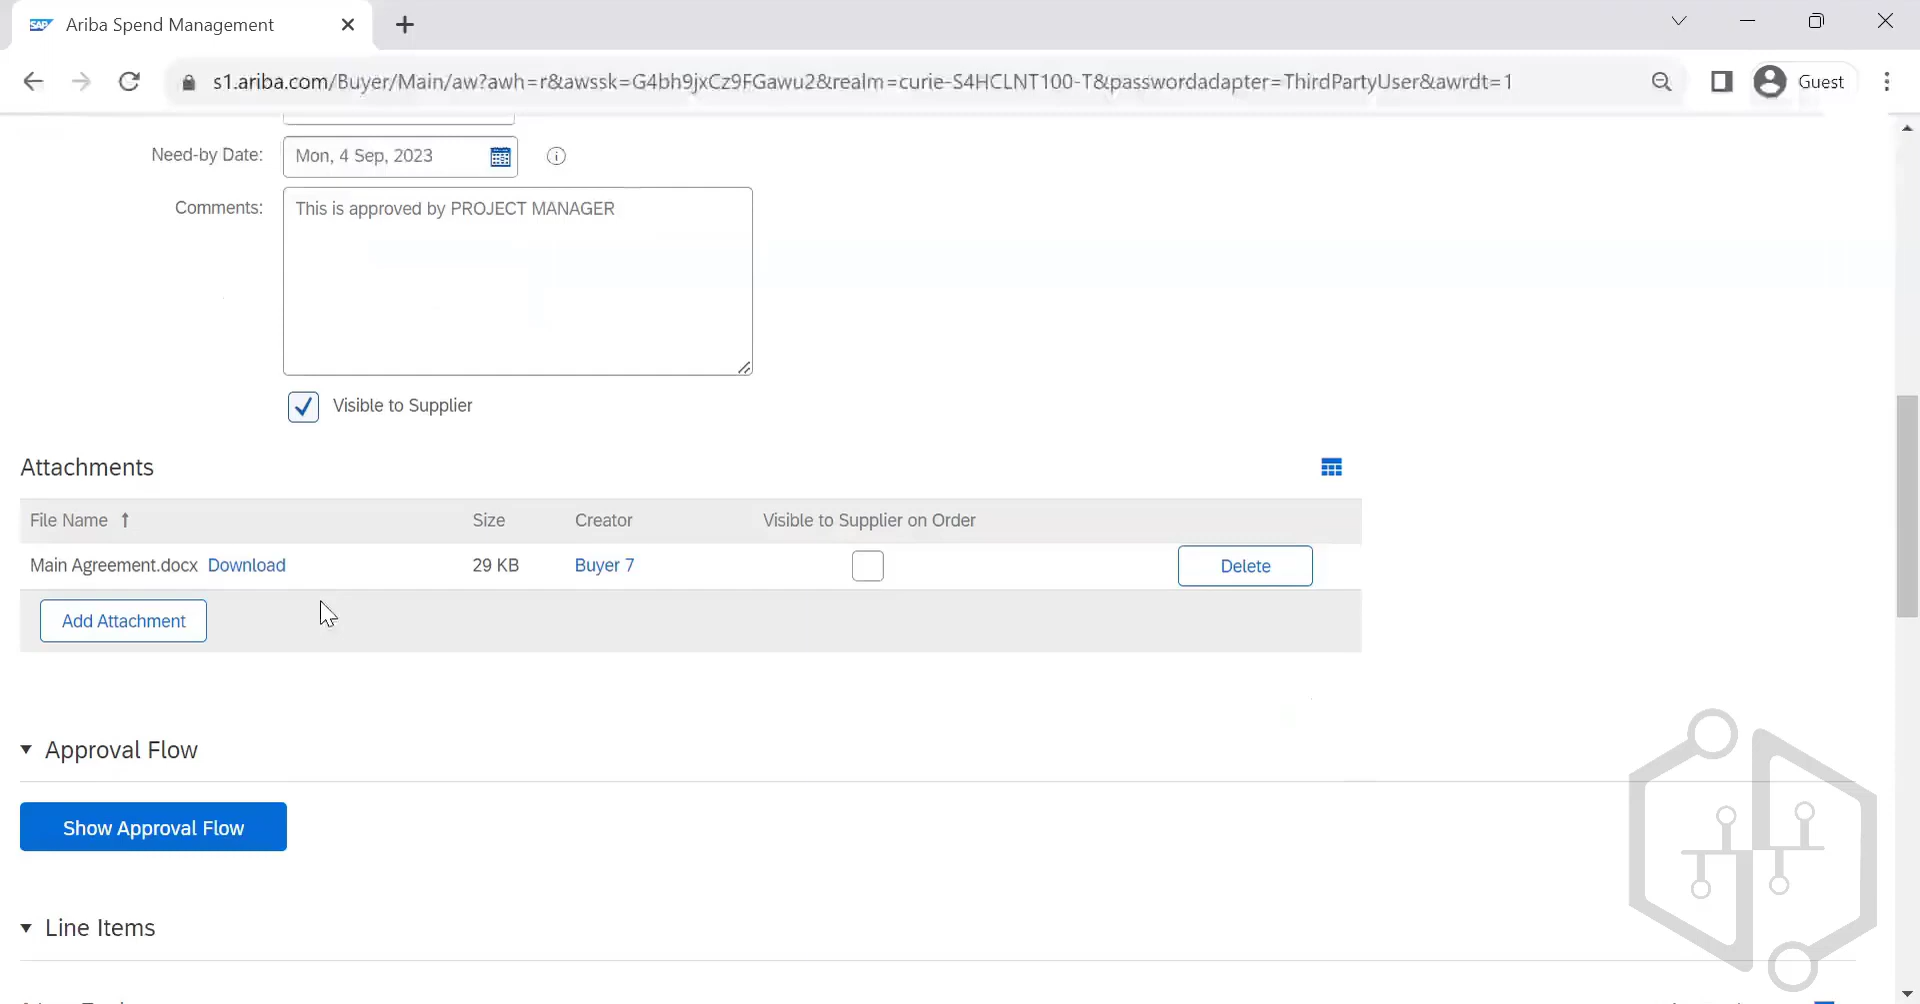 SAP Ariba Spend Management
s1.ariba.com/Buyer/Main/aw?awh=r&awssk=G4bh9jxCz9FGawu2&realm=curie-S4HCLNT100-T&passwordadapter=ThirdPartyUser&awrdt=1 Guest
Need-by Date: Mon, 4 Sep, 2023
Comments: This is approved by PROJECT MANAGER
Visible to Supplier
Attachments
File Name ↑ Size Creator Visible to Supplier on Order
Main Agreement.docx Download 29 KB Buyer 7 Delete
Add Attachment
Approval Flow
Show Approval Flow
Line Items